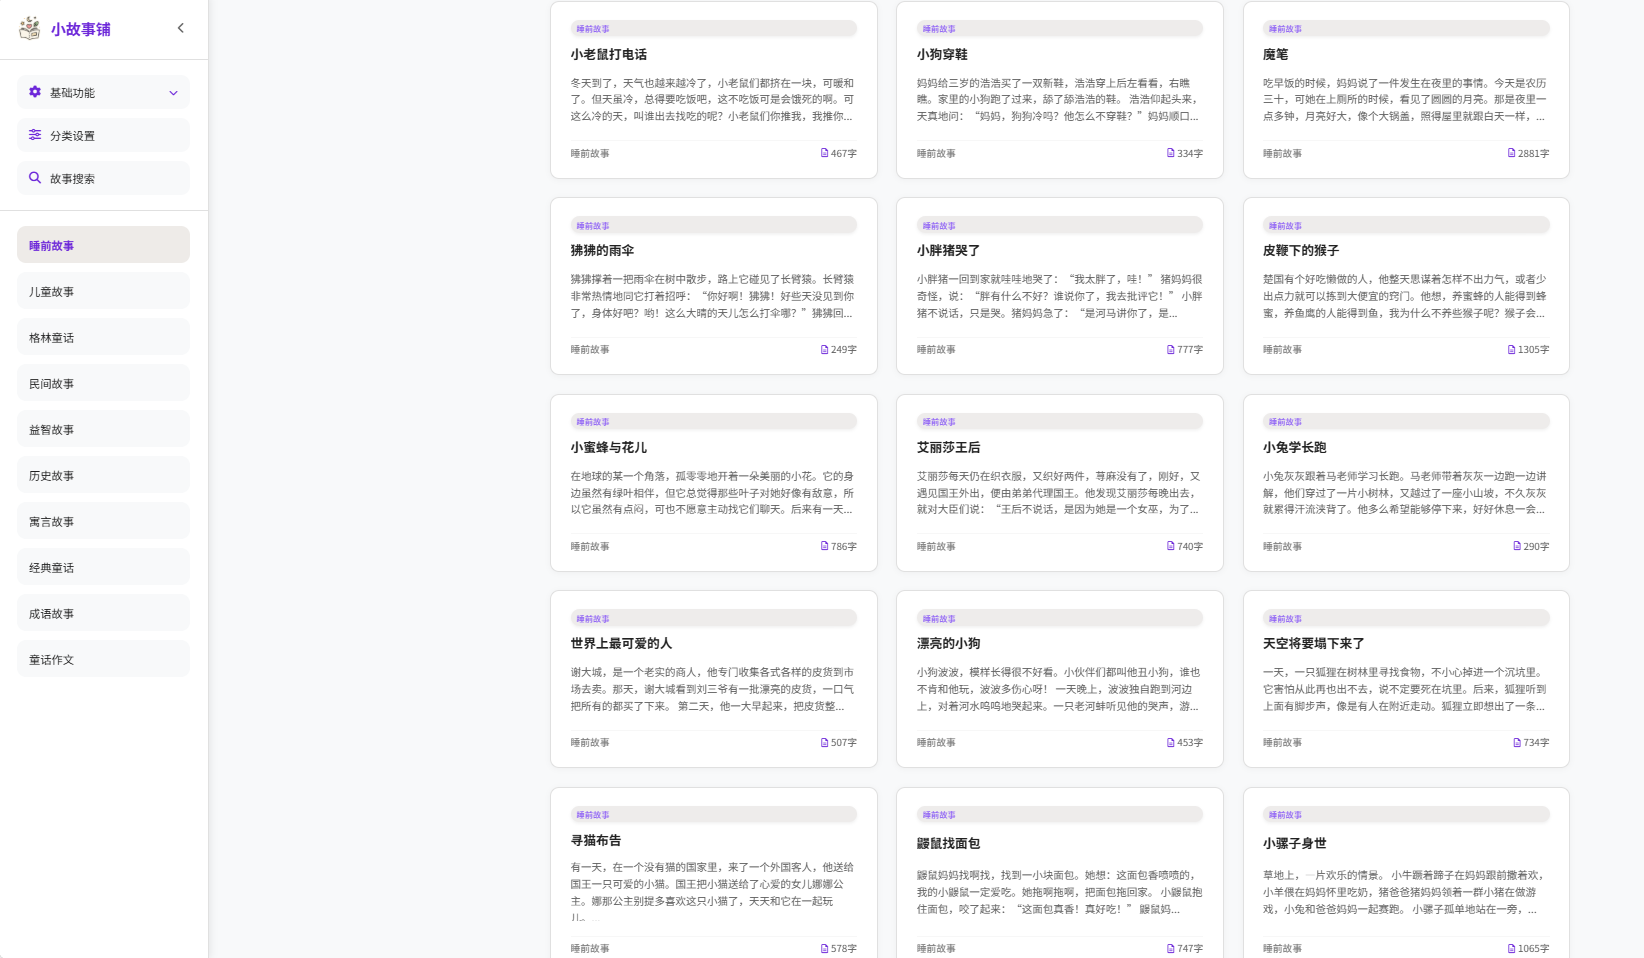 小故事铺
基础功能
分类设置
故事搜索
睡前故事
儿童故事
格林童话
民间故事
益智故事
历史故事
寓言故事
经典童话
成语故事
童话作文
睡前故事
小老鼠打电话
冬天到了，天气也越来越冷了，小老鼠们都挤在一块，可暖和
了。但天虽冷，总得要吃饭吧，这不吃饭可是会饿死的啊。可
这么冷的天，叫谁出去找吃的呢？小老鼠们你推我，我推你...
睡前故事
467字
睡前故事
小狗穿鞋
妈妈给三岁的浩浩买了一双新鞋，浩浩穿上后左看看，右瞧
瞧。家里的小狗跑了过来，舔了舔浩浩的鞋。 浩浩仰起头来，
天真地问：“妈妈，狗狗冷吗？他怎么不穿鞋？”妈妈顺口...
睡前故事
334字
睡前故事
魔笔
吃早饭的时候，妈妈说了一件发生在夜里的事情。今天是农历
三十，可她在上厕所的时候，看见了圆圆的月亮。那是夜里一
点多钟，月亮好大，像个大锅盖，照得屋里就跟白天一样，...
睡前故事
2881字
睡前故事
狒狒的雨伞
狒狒撑着一把雨伞在树中散步，路上它碰见了长臂猿。长臂猿
非常热情地同它打着招呼：“你好啊！狒狒！好些天没见到你
了，身体好吧？哟！这么大晴的天儿怎么打伞哪？”狒狒回...
睡前故事
249字
睡前故事
小胖猪哭了
小胖猪一回到家就哇哇地哭了：“我太胖了，哇！” 猪妈妈很
奇怪，说：“胖有什么不好？谁说你了，我去批评它！” 小胖
猪不说话，只是哭。猪妈妈急了：“是河马讲你了，是...
睡前故事
777字
睡前故事
皮鞭下的猴子
楚国有个好吃懒做的人，他整天思谋着怎样不出力气，或者少
出点力就可以拣到大便宜的窍门。他想，养蜜蜂的人能得到蜂
蜜，养鱼鹰的人能得到鱼，我为什么不养些猴子呢？猴子会...
睡前故事
1305字
睡前故事
小蜜蜂与花儿
在地球的某一个角落，孤零零地开着一朵美丽的小花。它的身
边虽然有绿叶相伴，但它总觉得那些叶子对她好像有敌意，所
以它虽然有点闷，可也不愿意主动找它们聊天。后来有一天...
睡前故事
786字
睡前故事
艾丽莎王后
艾丽莎每天仍在织衣服，又织好两件，荨麻没有了，刚好，又
遇见国王外出，便由弟弟代理国王。他发现艾丽莎每晚出去，
就对大臣们说：“王后不说话，是因为她是一个女巫，为了...
睡前故事
740字
睡前故事
小兔学长跑
小兔灰灰跟着马老师学习长跑。马老师带着灰灰一边跑一边讲
解，他们穿过了一片小树林，又越过了一座小山坡，不久灰灰
就累得汗流浃背了。他多么希望能够停下来，好好休息一会...
睡前故事
290字
睡前故事
世界上最可爱的人
谢大城，是一个老实的商人，他专门收集各式各样的皮货到市
场去卖。那天，谢大城看到刘三爷有一批漂亮的皮货，一口气
把所有的都买了下来。 第二天，他一大早起来，把皮货整...
睡前故事
507字
睡前故事
漂亮的小狗
小狗波波，模样长得很不好看。小伙伴们都叫他丑小狗，谁也
不肯和他玩，波波多伤心呀！ 一天晚上，波波独自跑到河边
上，对着河水呜呜地哭起来。一只老河蚌听见他的哭声，游...
睡前故事
453字
睡前故事
天空将要塌下来了
一天，一只狐狸在树林里寻找食物，不小心掉进一个沉坑里。
它害怕从此再也出不去，说不定要死在坑里。后来，狐狸听到
上面有脚步声，像是有人在附近走动。狐狸立即想出了一条...
睡前故事
734字
睡前故事
寻猫布告
有一天，在一个没有猫的国家里，来了一个外国客人，他送给
国王一只可爱的小猫。国王把小猫送给了心爱的女儿娜娜公
主。娜那公主别提多喜欢这只小猫了，天天和它在一起玩
儿。...
睡前故事
578字
睡前故事
鼹鼠找面包
鼹鼠妈妈找啊找，找到一小块面包。她想：这面包香喷喷的，
我的小鼹鼠一定爱吃。她拖啊拖啊，把面包拖回家。 小鼹鼠抱
住面包，咬了起来：“这面包真香！真好吃！” 鼹鼠妈...
睡前故事
747字
睡前故事
小骡子身世
草地上，一片欢乐的情景。 小牛蹶着蹄子在妈妈跟前撒着欢，
小羊偎在妈妈怀里吃奶，猪爸爸猪妈妈领着一群小猪在做游
戏，小兔和爸爸妈妈一起赛跑。 小骡子孤单地站在一旁，...
睡前故事
1065字